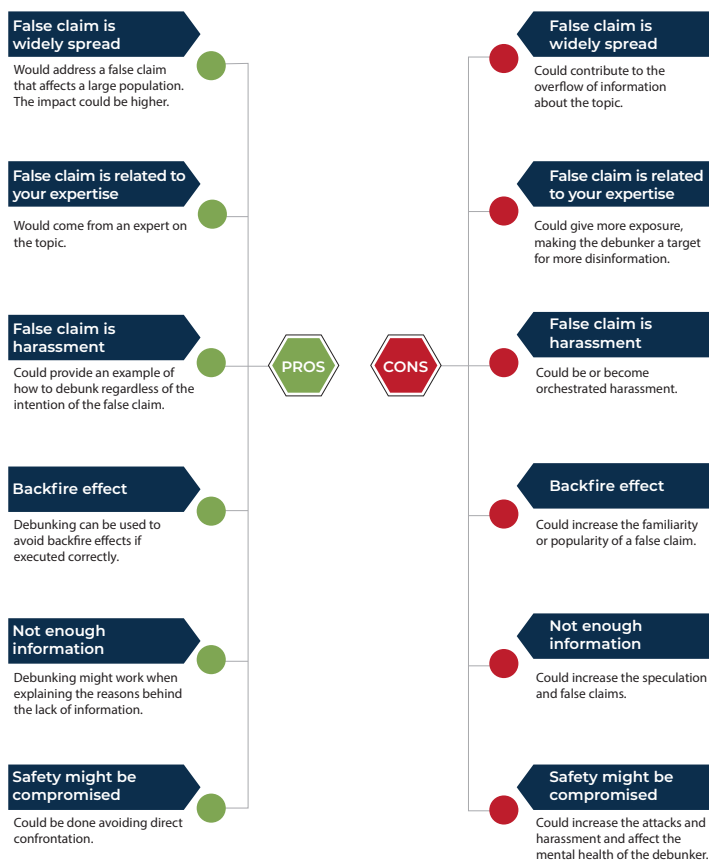 False claim is
widely spread
Would address a false claim
that affects a large population.
The impact could be higher.
False claim is related to
your expertise
Would come from an expert on
the topic.
False claim is
harassment
Could provide an example of
how to debunk regardless of the
intention of the false claim.
Backfire effect
Debunking can be used to
avoid backfire effects if
executed correctly.
Not enough
information
Debunking might work when
explaining the reasons behind
the lack of information.
Safety might be
compromised
Could be done avoiding direct
confrontation.
PROS
CONS
False claim is
widely spread
Could contribute to the
overflow of information
about the topic.
False claim is related
to your expertise
Could give more exposure,
making the debunker a target
for more disinformation.
False claim is
harassment
Could be or become
orchestrated harassment.
Backfire effect
Could increase the familiarity
or popularity of a false claim.
Not enough
information
Could increase the speculation
and false claims.
Safety might be
compromised
Could increase the attacks and
harassment and affect the
mental health of the debunker.